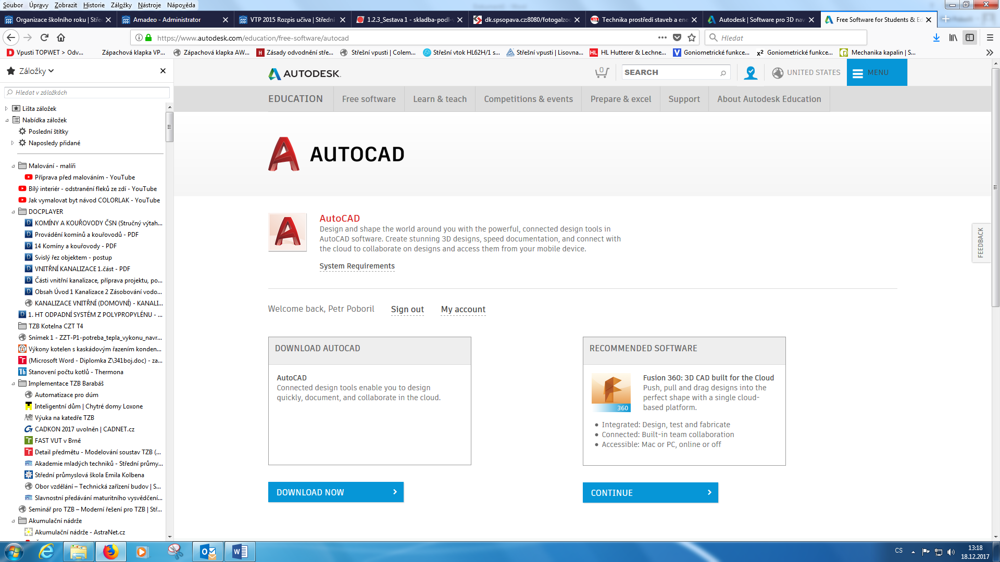 Soubor Úpravy Zobrazit Historie Záložky Nástroje Nápověda
Organizace školního roku | Stře
Amadeo - Administrator
VTP 2015 Rozpis učiva | Střední
1.2.3_Sestava 1 - skladba-podl-v
dk.spsopava.cz:8080/fotogalzoo
Technika prostředí staveb a ene
Autodesk | Software pro 3D nav
Free Software for Students & Ed
https://www.autodesk.com/education/free-software/autocad
Hledat
Vpusti TOPWET > Odv...
Zápachová klapka VP...
Zápachová klapka AW...
Zásady odvodnění stře...
Střešní vpusti | Colem...
Střešní vtok HL62H/1 s...
Střešní vpusti | Lisovna...
HL Hutterer & Lechne...
Goniometrické funkce...
Goniometrické funkce...
Mechanika kapalin | S...
Záložky
Hledat v záložkách
Lišta záložek
Nabídka záložek
Poslední štítky
Naposledy přidané
Malování - malíři
Příprava před malováním - YouTube
Bílý interiér - odstranění fleků ze zdí - YouTube
Jak vymalovat byt návod COLORLAK - YouTube
DOCPLAYER
KOMÍNY A KOUŘOVODY ČSN (Stručný výtah...
Provádění komínů a kouřovodů - PDF
14 Komíny a kouřovody - PDF
Svislý řez objektem - postup
VNITŘNÍ KANALIZACE 1.část - PDF
Části vnitřní kanalizace, příprava projektu, po...
Obsah Úvod 1 Kanalizace 2 Zásobování vodo...
KANALIZACE VNITŘNÍ (DOMOVNÍ) - KANALI...
1. HT ODPADNÍ SYSTÉM Z POLYPROPYLÉNU - ...
TZB Kotelna CZT T4
Snímek 1 - ZZT-P1-potreba_tepla_vykonu_navr...
Výkony kotelen s kaskádovým řazením konden...
(Microsoft Word - Diplomka Z\341boj.doc) - za...
Stanovení počtu kotlů - Thermona
Implementace TZB Barabáš
Automatizace pro dům
Inteligentní dům | Chytré domy Loxone
Výuka na katedře TZB
CADKON 2017 uvolněn | CADNET.cz
FAST VUT v Brně
Detail předmětu - Modelování soustav TZB (...
Akademie mladých techniků - Střední průmy...
Střední průmyslová škola Emila Kolbena
Obor vzdělání – Technická zařízení budov | S...
Slavnostní předávání maturitního vysvědčení...
Seminář pro TZB – Moderní řešení pro TZB | Stř...
Akumulační nádrže
Akumulační nádrže - AstraNet.cz
AUTODESK.
0
SEARCH
UNITED STATES
MENU
EDUCATION
Free software
Learn & teach
Competitions & events
Prepare & excel
Support
About Autodesk Education
AUTOCAD
AutoCAD
Design and shape the world around you with the powerful, connected design tools in
AutoCAD software. Create stunning 3D designs, speed documentation, and connect with
the cloud to collaborate on designs and access them from your mobile device.
System Requirements
FEEDBACK
Welcome back, Petr Poboril
Sign out
My account
DOWNLOAD AUTOCAD
AutoCAD
Connected design tools enable you to design
quickly, document, and collaborate in the cloud.
DOWNLOAD NOW
RECOMMENDED SOFTWARE
360
Fusion 360: 3D CAD built for the Cloud
Push, pull and drag designs into the
perfect shape with a single cloud-
based platform.
Integrated: Design, test and fabricate
Connected: Built-in team collaboration
Accessible: Mac or PC, online or off
CONTINUE
CS
13:18
18.12.2017